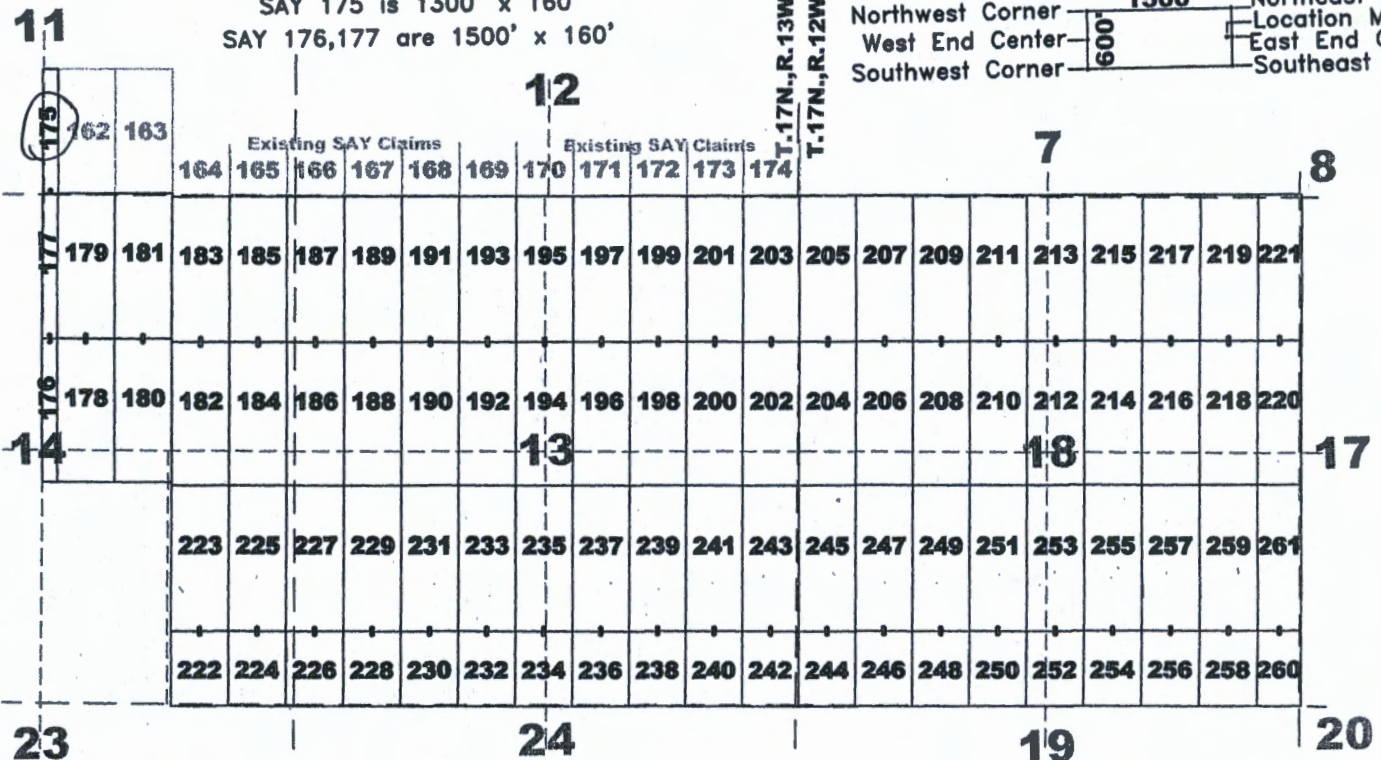 SAY 175 is 1300' x 160'
SAY 176,177 are 1500' x 160'
T.17N.,R.13W
T.17N.,R.12W
Northwest Corner
West End Center
Southwest Corner
600'
1500'
Location
East End
Southeast
11
12
7
8
175 162 163
Existing SAY Claims Existing SAY Claims
164 165 166 167 168 169 170 171 172 173 174
177 179 181 183 185 187 189 191 193 195 197 199 201 203 205 207 209 211 213 215 217 219 221
176 178 180 182 184 186 188 190 192 194 196 198 200 202 204 206 208 210 212 214 216 218 220
14 13 18 17
223 225 227 229 231 233 235 237 239 241 243 245 247 249 251 253 255 257 259 261
222 224 226 228 230 232 234 236 238 240 242 244 246 248 250 252 254 256 258 260
23 24 19 20